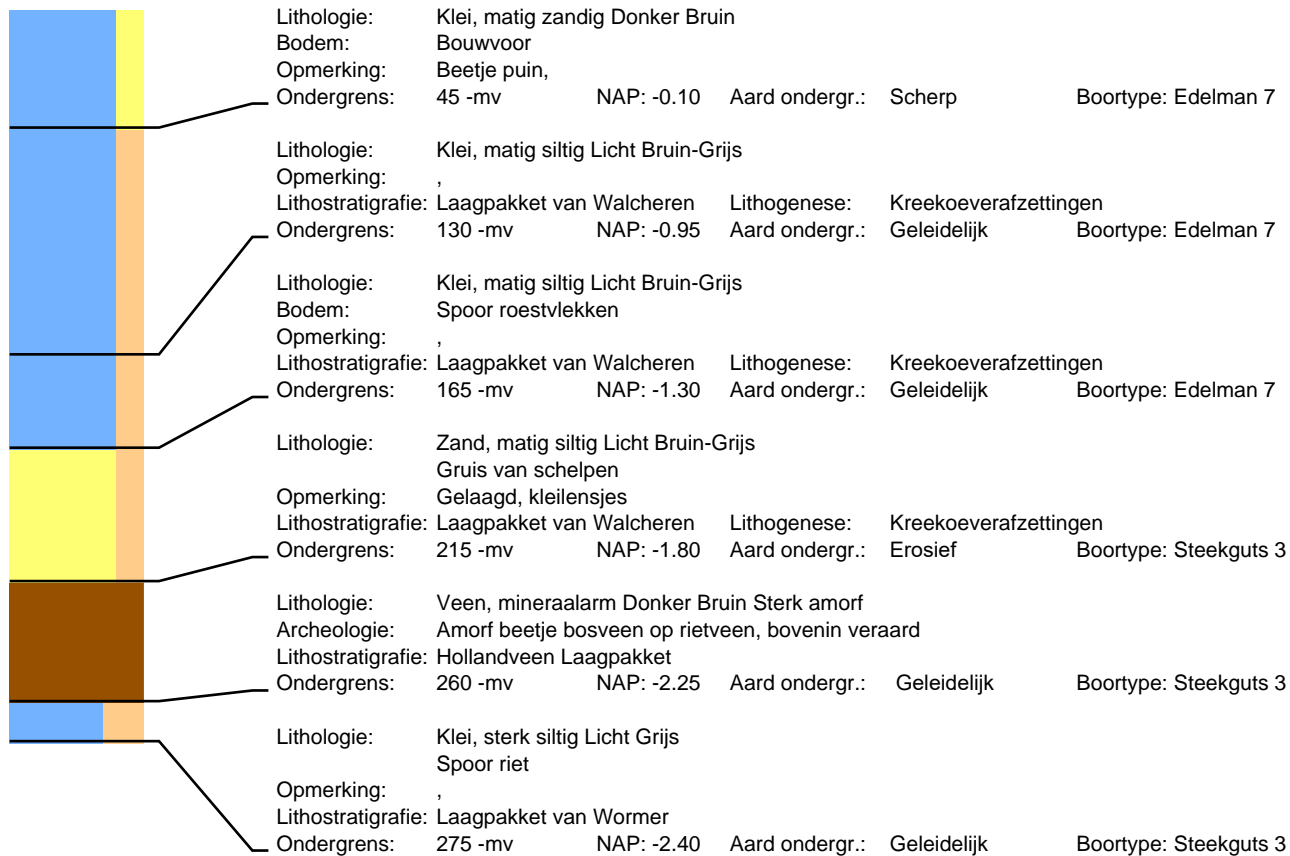 Lithologie: Klei, matig zandig Donker Bruin
Bodem: Bouwvoor
Opmerking: Beetje puin,
Ondergrens: 45 -mv NAP: -0.10 Aard ondergr.: Scherp Boortype: Edelman 7
Lithologie: Klei, matig siltig Licht Bruin-Grijs
Opmerking: ,
Lithostratigrafie: Laagpakket van Walcheren Lithogenese: Kreekoeverafzettingen
Ondergrens: 130 -mv NAP: -0.95 Aard ondergr.: Geleidelijk Boortype: Edelman 7
Lithologie: Klei, matig siltig Licht Bruin-Grijs
Bodem: Spoor roestvlekken
Opmerking: ,
Lithostratigrafie: Laagpakket van Walcheren Lithogenese: Kreekoeverafzettingen
Ondergrens: 165 -mv NAP: -1.30 Aard ondergr.: Geleidelijk Boortype: Edelman 7
Lithologie: Zand, matig siltig Licht Bruin-Grijs
Gruis van schelpen
Opmerking: Gelaagd, kleilensjes
Lithostratigrafie: Laagpakket van Walcheren Lithogenese: Kreekoeverafzettingen
Ondergrens: 215 -mv NAP: -1.80 Aard ondergr.: Erosief Boortype: Steekguts 3
Lithologie: Veen, mineraalarm Donker Bruin Sterk amorf
Archeologie: Amorf beetje bosveen op rietveen, bovenin veraard
Lithostratigrafie: Hollandveen Laagpakket
Ondergrens: 260 -mv NAP: -2.25 Aard ondergr.: Geleidelijk Boortype: Steekguts 3
Lithologie: Klei, sterk siltig Licht Grijs
Spoor riet
Opmerking: ,
Lithostratigrafie: Laagpakket van Wormer
Ondergrens: 275 -mv NAP: -2.40 Aard ondergr.: Geleidelijk Boortype: Steekguts 3